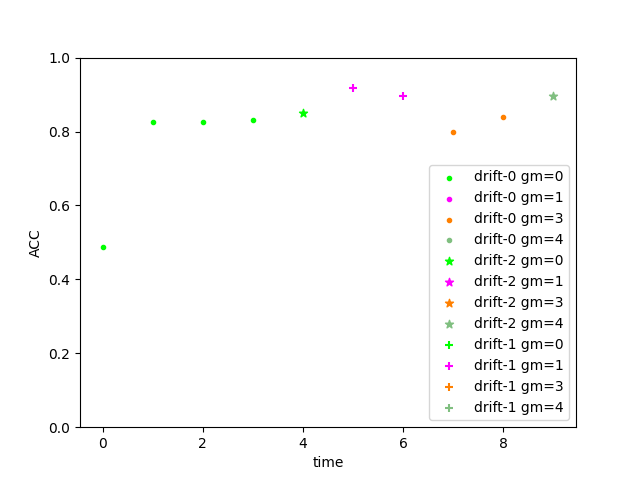 1.0
0.8
0.6
0.4
0.2
0.0
ACC
0 2 4 6 8
time
drift-0 gm=0
drift-0 gm=1
drift-0 gm=3
drift-0 gm=4
drift-2 gm=0
drift-2 gm=1
drift-2 gm=3
drift-2 gm=4
drift-1 gm=0
drift-1 gm=1
drift-1 gm=3
drift-1 gm=4